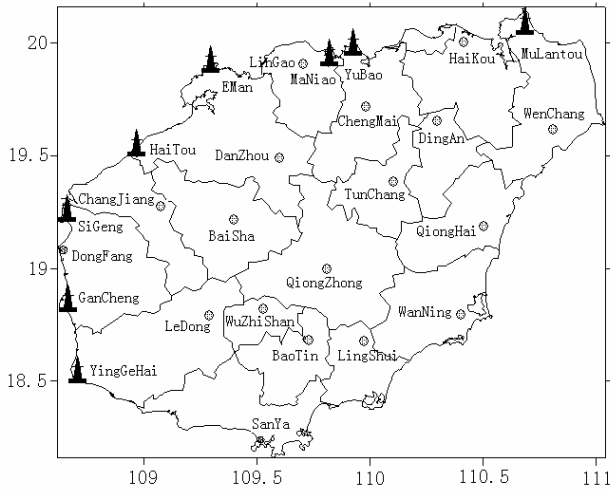 20
LinGao
MaNiao
YuBao
HaiKou
MuLantou
EMan
ChengMai
WenChang
DingAn
19.5
HaiTou
DanZhou
TunChang
ChangJiang
SiGeng
BaiSha
QiongHai
DongFang
19
QiongZhong
GanCheng
LeDong
WuZhiShan
WanNing
BaoTin
LingShui
YingGeHai
18.5
SanYa
109
109.5
110
110.5
111